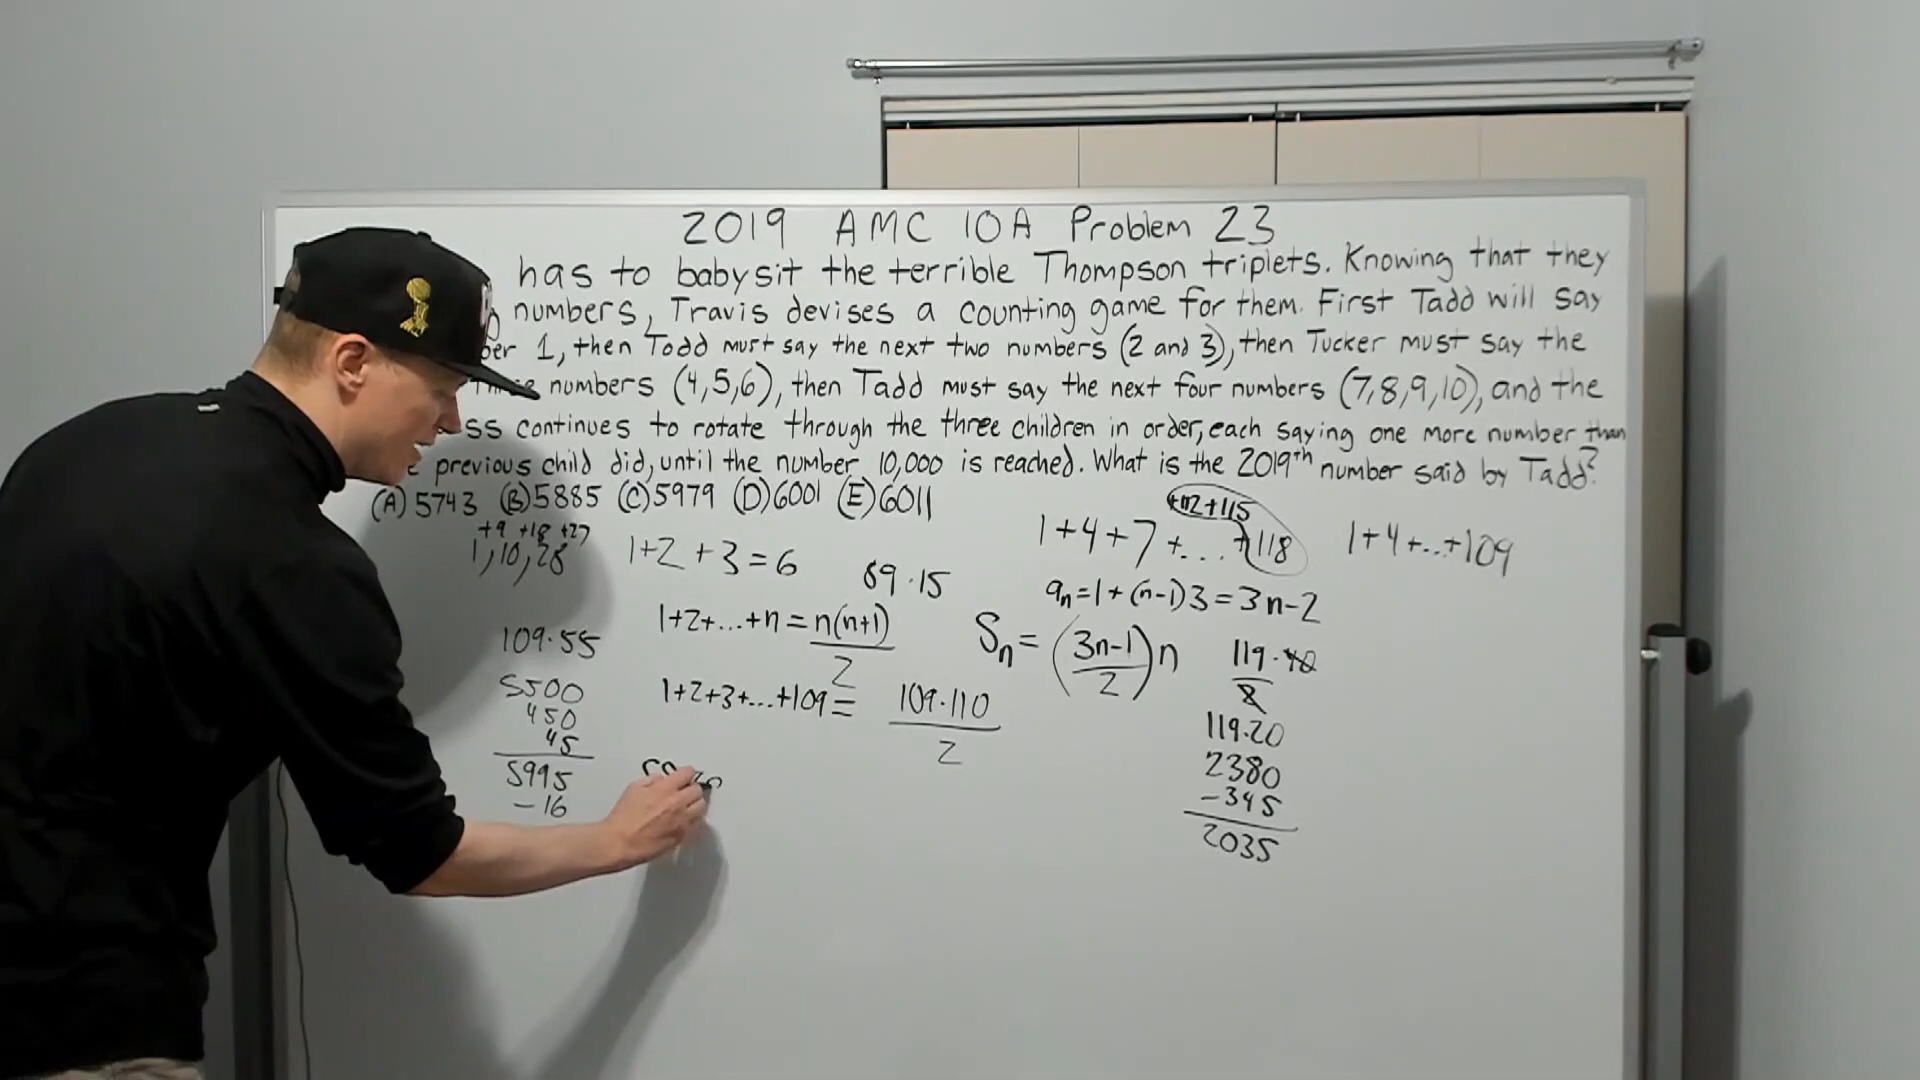 2019 AMC 10A Problem 23
has to babysit the terrible Thompson triplets. Knowing that they
numbers, Travis devises a counting game for them. First Tadd will say
ber 1, then Todd must say the next two numbers (2 and 3), then Tucker must say the
numbers (4,5,6), then Tadd must say the next four numbers (7,8,9,10), and the
ss continues to rotate through the three children in order, each saying one more number than
e previous child did, until the number 10,000 is reached. What is the 2019th number said by Tadd?
(A) 5743 (B) 5885 (C) 5979 (D) 6001 (E) 6011
+9 +18 +27
1, 10, 28
1+2+3=6
89·15
+112+115
1+4+7+...+118
1+4+...+109
aₙ=1+(n-1)3=3n-2
1+2+...+n = n(n+1)/2
Sₙ = (3n-1/2)n
109·55
5500
450
45
5995
-16
1+2+3+...+109 = 109·110/2
119·40
2
119·20
2380
-345
2035